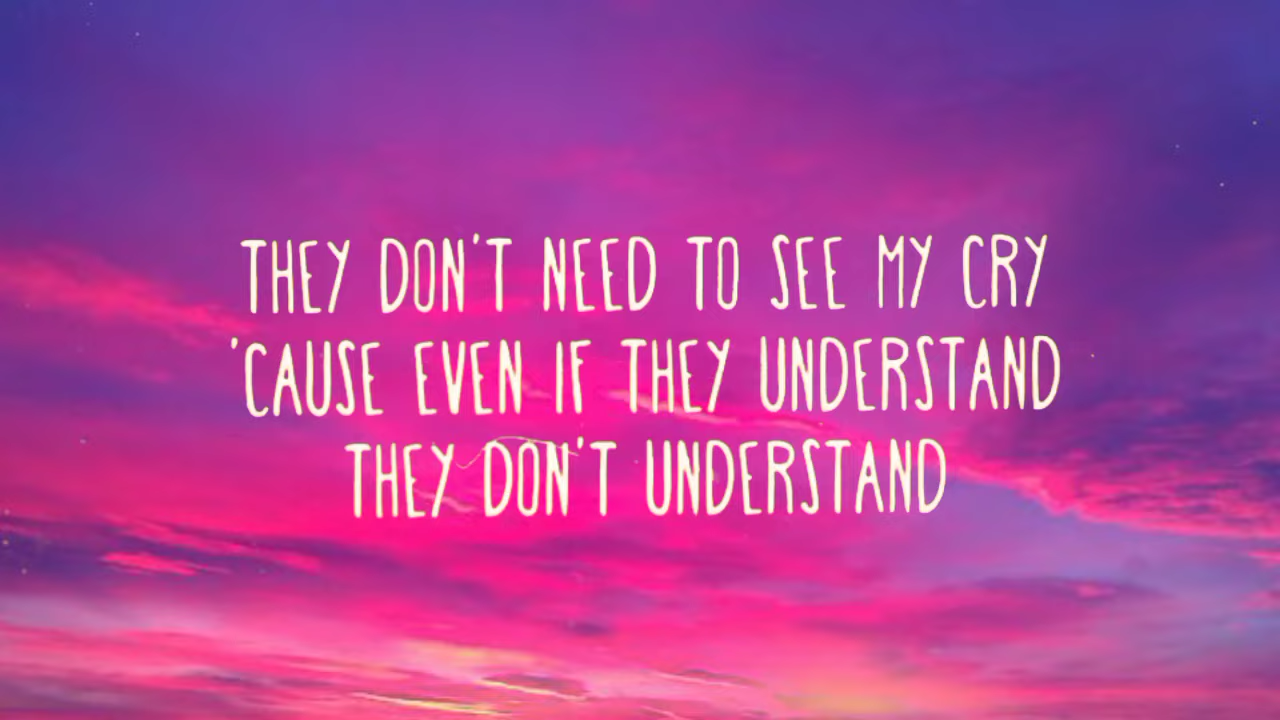 THEY DON'T NEED TO SEE MY CRY
'CAUSE EVEN IF THEY UNDERSTAND
THEY DON'T UNDERSTAND